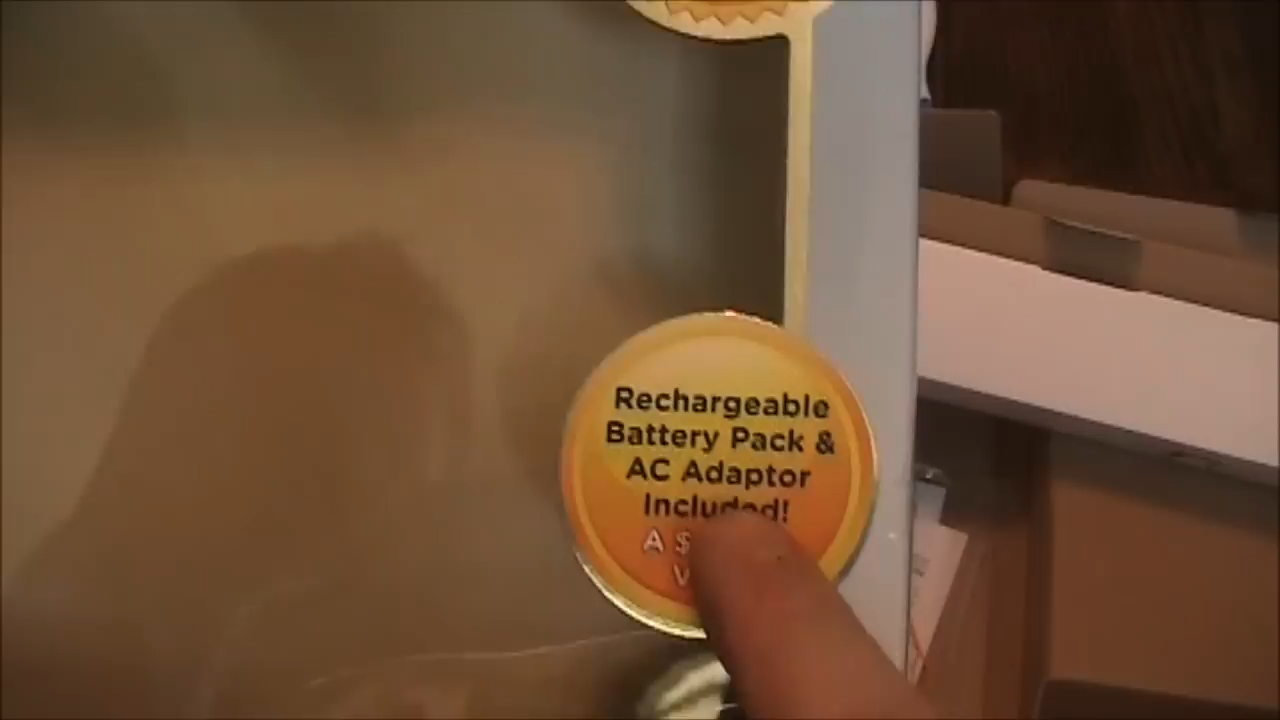 Rechargeable
Battery Pack &
AC Adaptor
Included!
A $